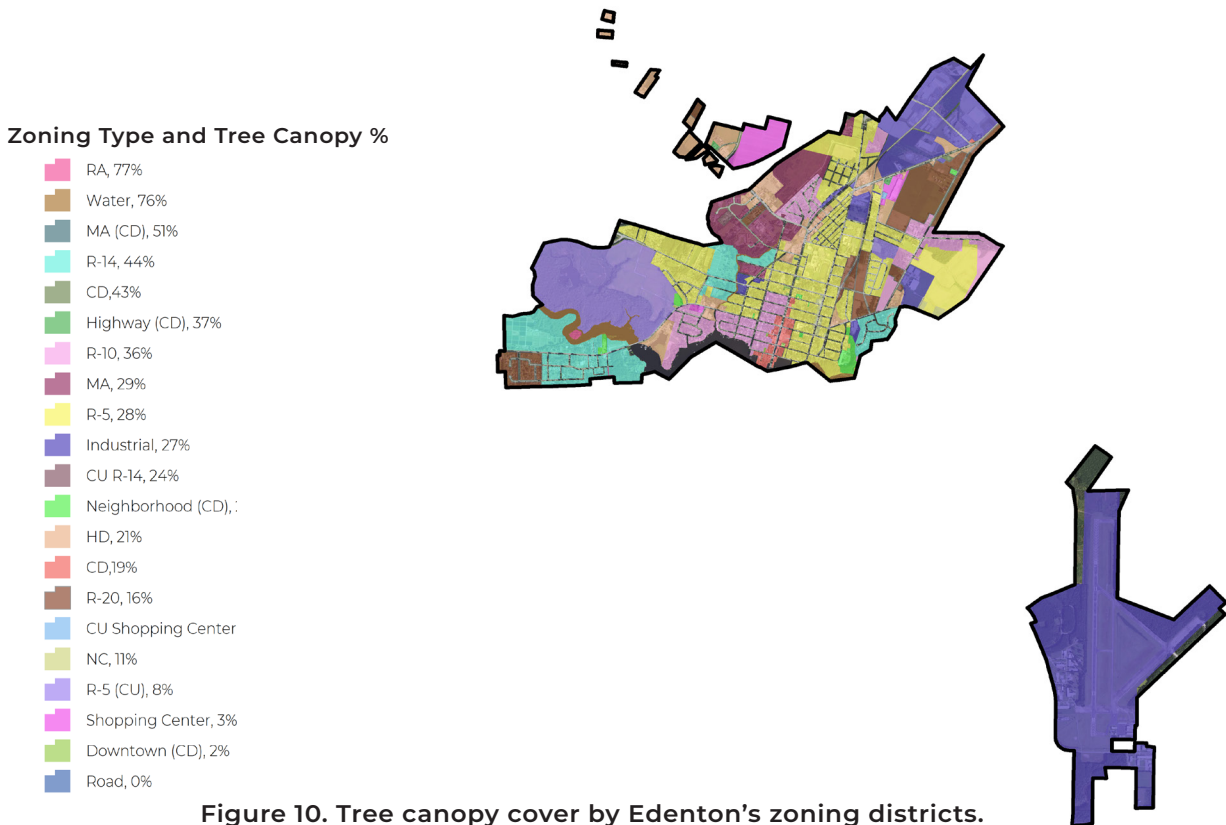 Zoning Type and Tree Canopy %
RA, 77%
Water, 76%
MA (CD), 51%
R-14, 44%
CD,43%
Highway (CD), 37%
R-10, 36%
MA, 29%
R-5, 28%
Industrial, 27%
CU R-14, 24%
Neighborhood (CD),
HD, 21%
CD,19%
R-20, 16%
CU Shopping Center
NC, 11%
R-5 (CU), 8%
Shopping Center, 3%
Downtown (CD), 2%
Road, 0%
Figure 10. Tree canopy cover by Edenton's zoning districts.